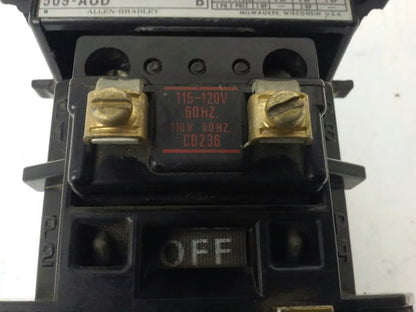 509-AOD
B
ALLEN-BRADLEY
MILWAUKEE, WISCONSIN U.S.A.
115-120V
60HZ.
110V 60HZ.
CB236
OFF